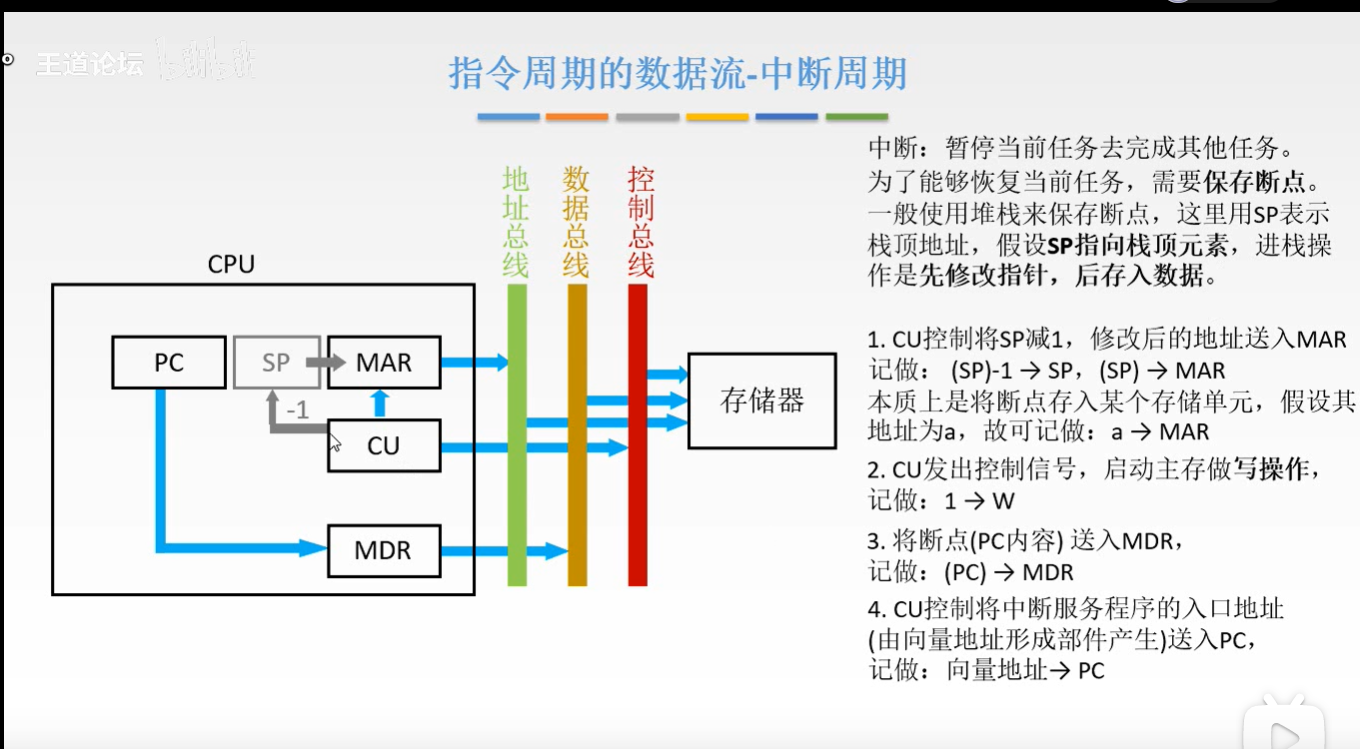 王道论坛
指令周期的数据流-中断周期
地址总线
数据总线
控制总线
CPU
PC
SP
MAR
-1
CU
MDR
存储器
中断：暂停当前任务去完成其他任务。
为了能够恢复当前任务，需要保存断点。
一般使用堆栈来保存断点，这里用SP表示
栈顶地址，假设SP指向栈顶元素，进栈操
作是先修改指针，后存入数据。
1. CU控制将SP减1，修改后的地址送入MAR
记做： (SP)-1 → SP，(SP) → MAR
本质上是将断点存入某个存储单元，假设其
地址为a，故可记做：a → MAR
2. CU发出控制信号，启动主存做写操作，
记做：1 → W
3. 将断点(PC内容) 送入MDR，
记做：(PC) → MDR
4. CU控制将中断服务程序的入口地址
(由向量地址形成部件产生)送入PC，
记做：向量地址→ PC